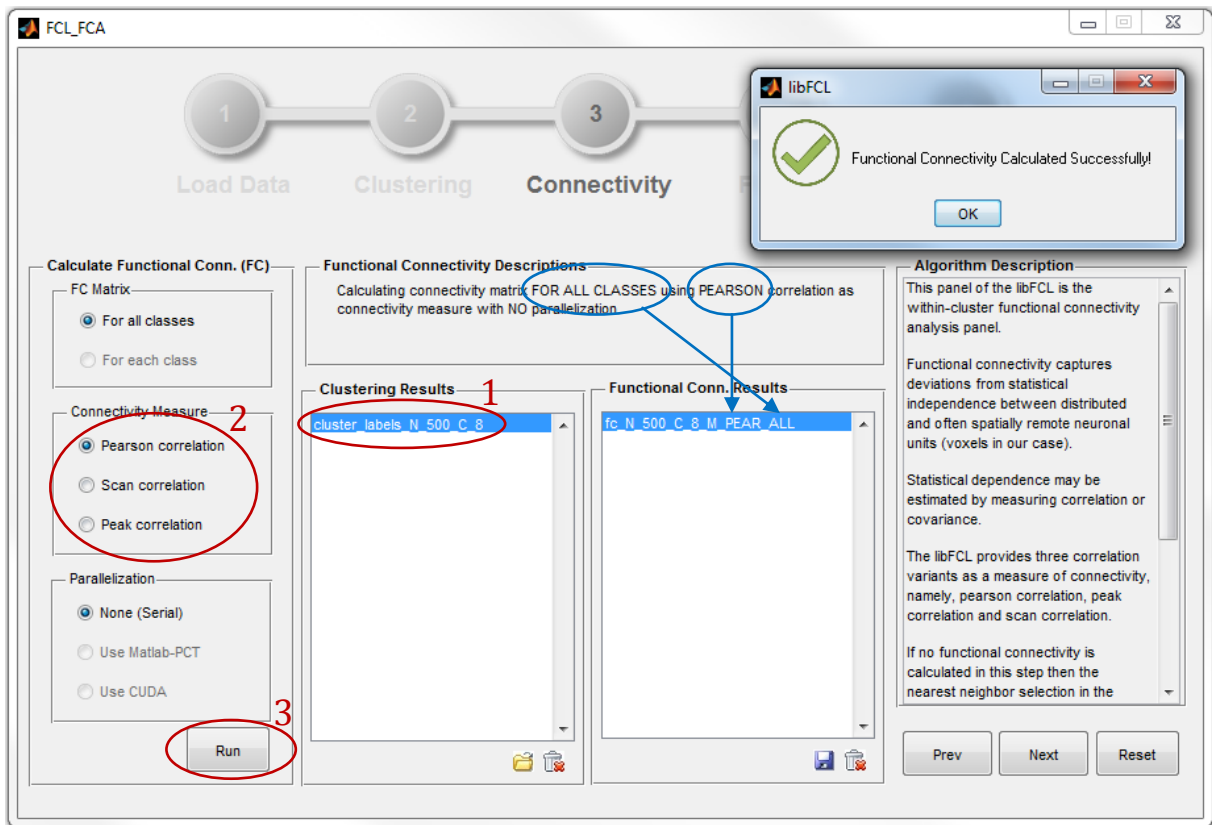 FCL_FCA
1
2
3
Load Data
Clustering
Connectivity
libFCL
Functional Connectivity Calculated Successfully!
OK
Calculate Functional Conn. (FC)
FC Matrix
For all classes
For each class
Connectivity Measure
2
Pearson correlation
Scan correlation
Peak correlation
Parallelization
None (Serial)
Use Matlab-PCT
Use CUDA
3
Run
Functional Connectivity Descriptions
Calculating connectivity matrix FOR ALL CLASSES using PEARSON correlation as
connectivity measure with NO parallelization
Clustering Results
1
cluster_labels_N_500_C_8
Functional Conn. Results
fc_N_500_C_8_M_PEAR_ALL
Algorithm Description
This panel of the libFCL is the
within-cluster functional connectivity
analysis panel.
Functional connectivity captures
deviations from statistical
independence between distributed
and often spatially remote neuronal
units (voxels in our case).
Statistical dependence may be
estimated by measuring correlation or
covariance.
The libFCL provides three correlation
variants as a measure of connectivity,
namely, pearson correlation, peak
correlation and scan correlation.
If no functional connectivity is
calculated in this step then the
nearest neighbor selection in the
Prev
Next
Reset